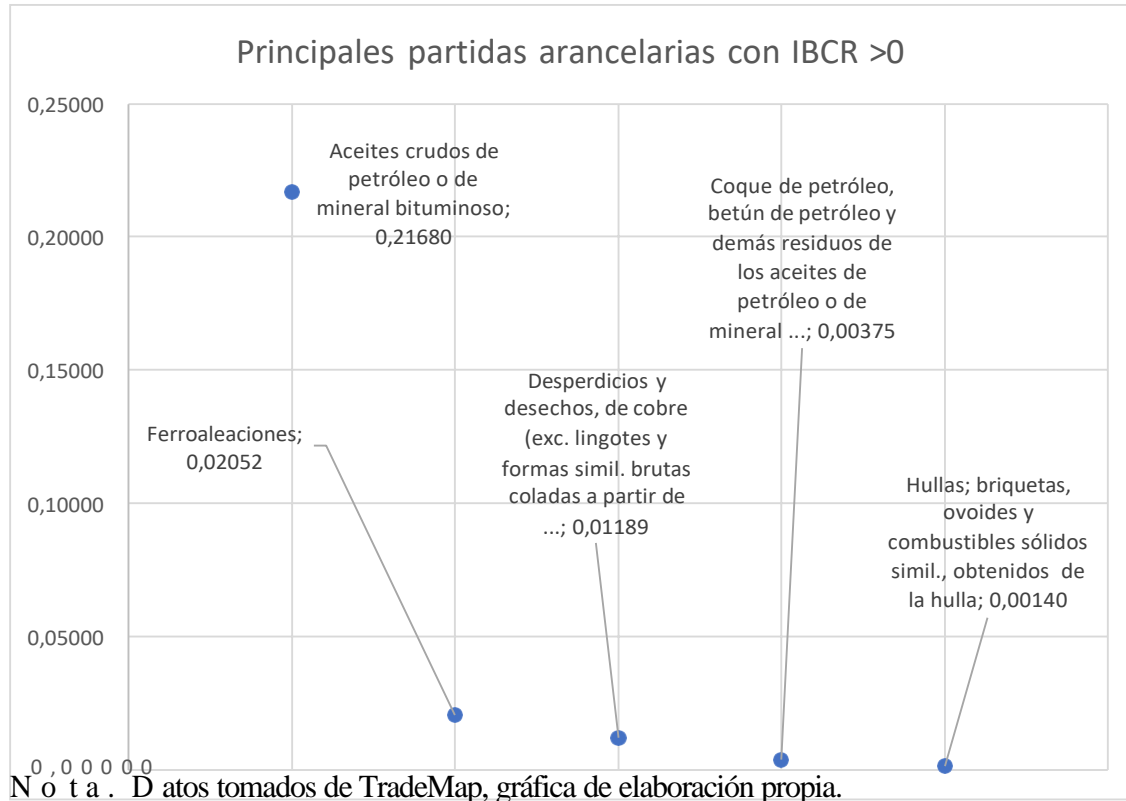 Principales partidas arancelarias con IBCR >0
0,25000
0,20000
0,15000
0,10000
0,05000
0,00000
Aceites crudos de
petróleo o de
mineral bituminoso;
0,21680
Ferroaleaciones;
0,02052
Desperdicios y
desechos, de cobre
(exc. lingotes y
formas simil. brutas
coladas a partir de
...; 0,01189
Coque de petróleo,
betún de petróleo y
demás residuos de
los aceites de
petróleo o de
mineral ...; 0,00375
Hullas; briquetas,
ovoides y
combustibles sólidos
simil., obtenidos de
la hulla; 0,00140
Nota. Datos tomados de TradeMap, gráfica de elaboración propia.